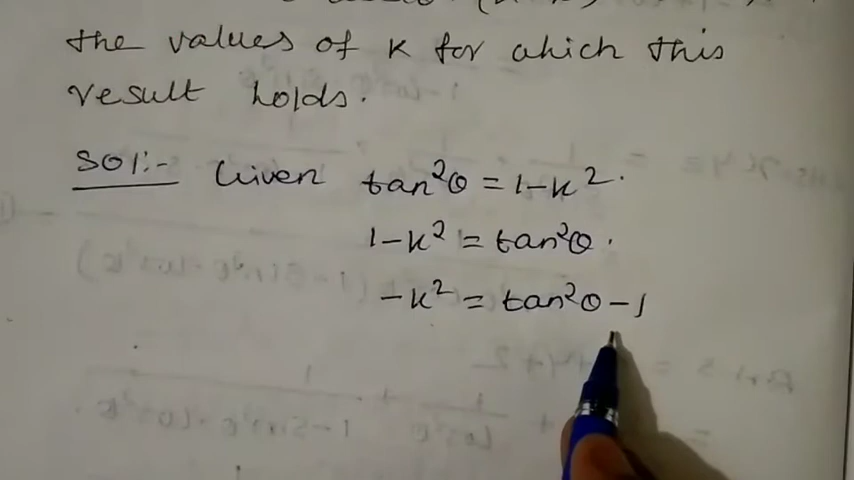 the values of k for which this
result holds.
Sol:- Given tan²θ = 1-k².
1-k² = tan²θ.
-k² = tan²θ - 1